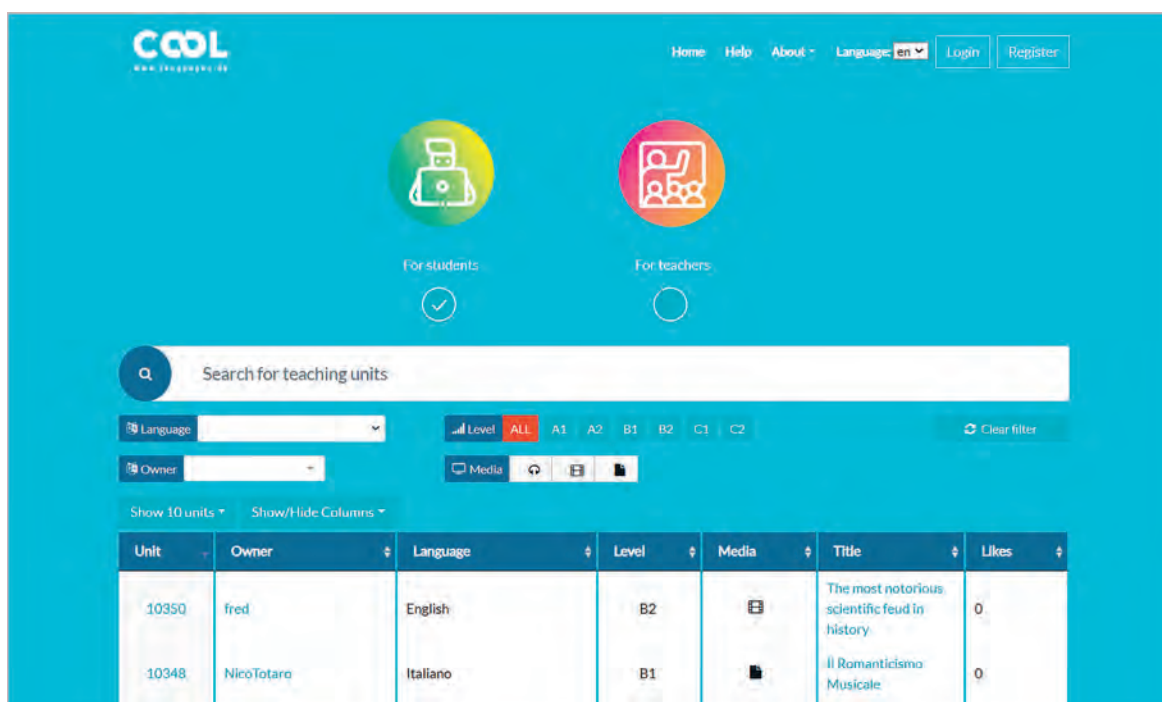 COOL
Home Help About Language: en Login Register
For students
For teachers
Search for teaching units
Language
Level ALL A1 A2 B1 B2 C1 C2
Clear filter
Owner
Media
Show 10 units Show/Hide Columns
Unit Owner Language Level Media Title Likes
10350 fred English B2 The most notorious scientific feud in history 0
10348 NicoTotaro Italiano B1 Il Romanticismo Musicale 0